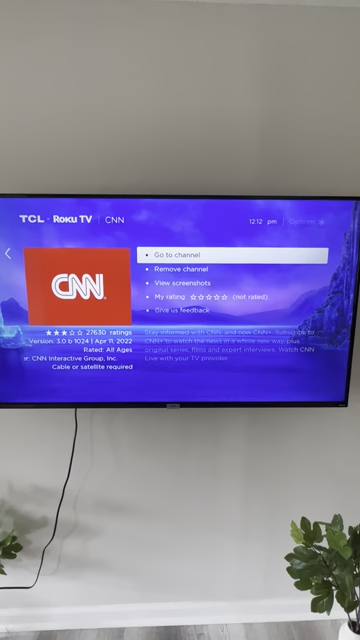 TCL · Roku TV | CNN
12:12 pm | Options ✱
CNN
Go to channel
Remove channel
View screenshots
My rating ☆☆☆☆☆ (not rated)
Give us feedback
★★★☆☆ 27630 ratings
Version: 3.0 b 1024 | Apr 11, 2022
Rated: All Ages
er: CNN Interactive Group, Inc.
Cable or satellite required
Stay informed with CNN, and now CNN+. Subscribe to
CNN+ to watch the news in a whole new way, plus
original series, films and expert interviews. Watch CNN
Live with your TV provider.